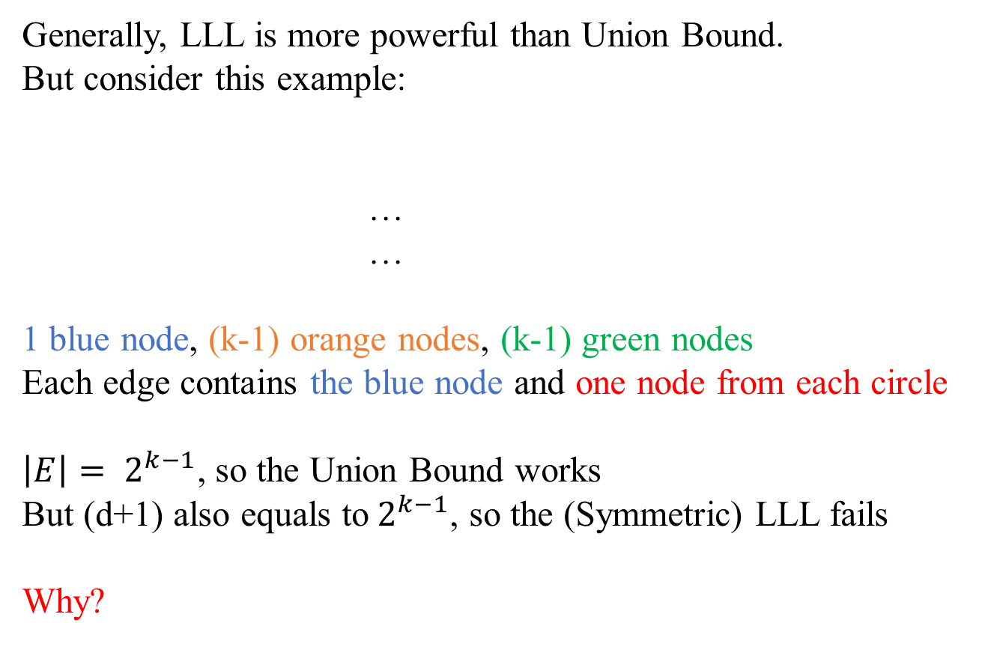 Generally, LLL is more powerful than Union Bound.
But consider this example:
...
...
1 blue node, (k-1) orange nodes, (k-1) green nodes
Each edge contains the blue node and one node from each circle
|E| = 2^{k−1}, so the Union Bound works
But (d+1) also equals to 2^{k−1}, so the (Symmetric) LLL fails
Why?